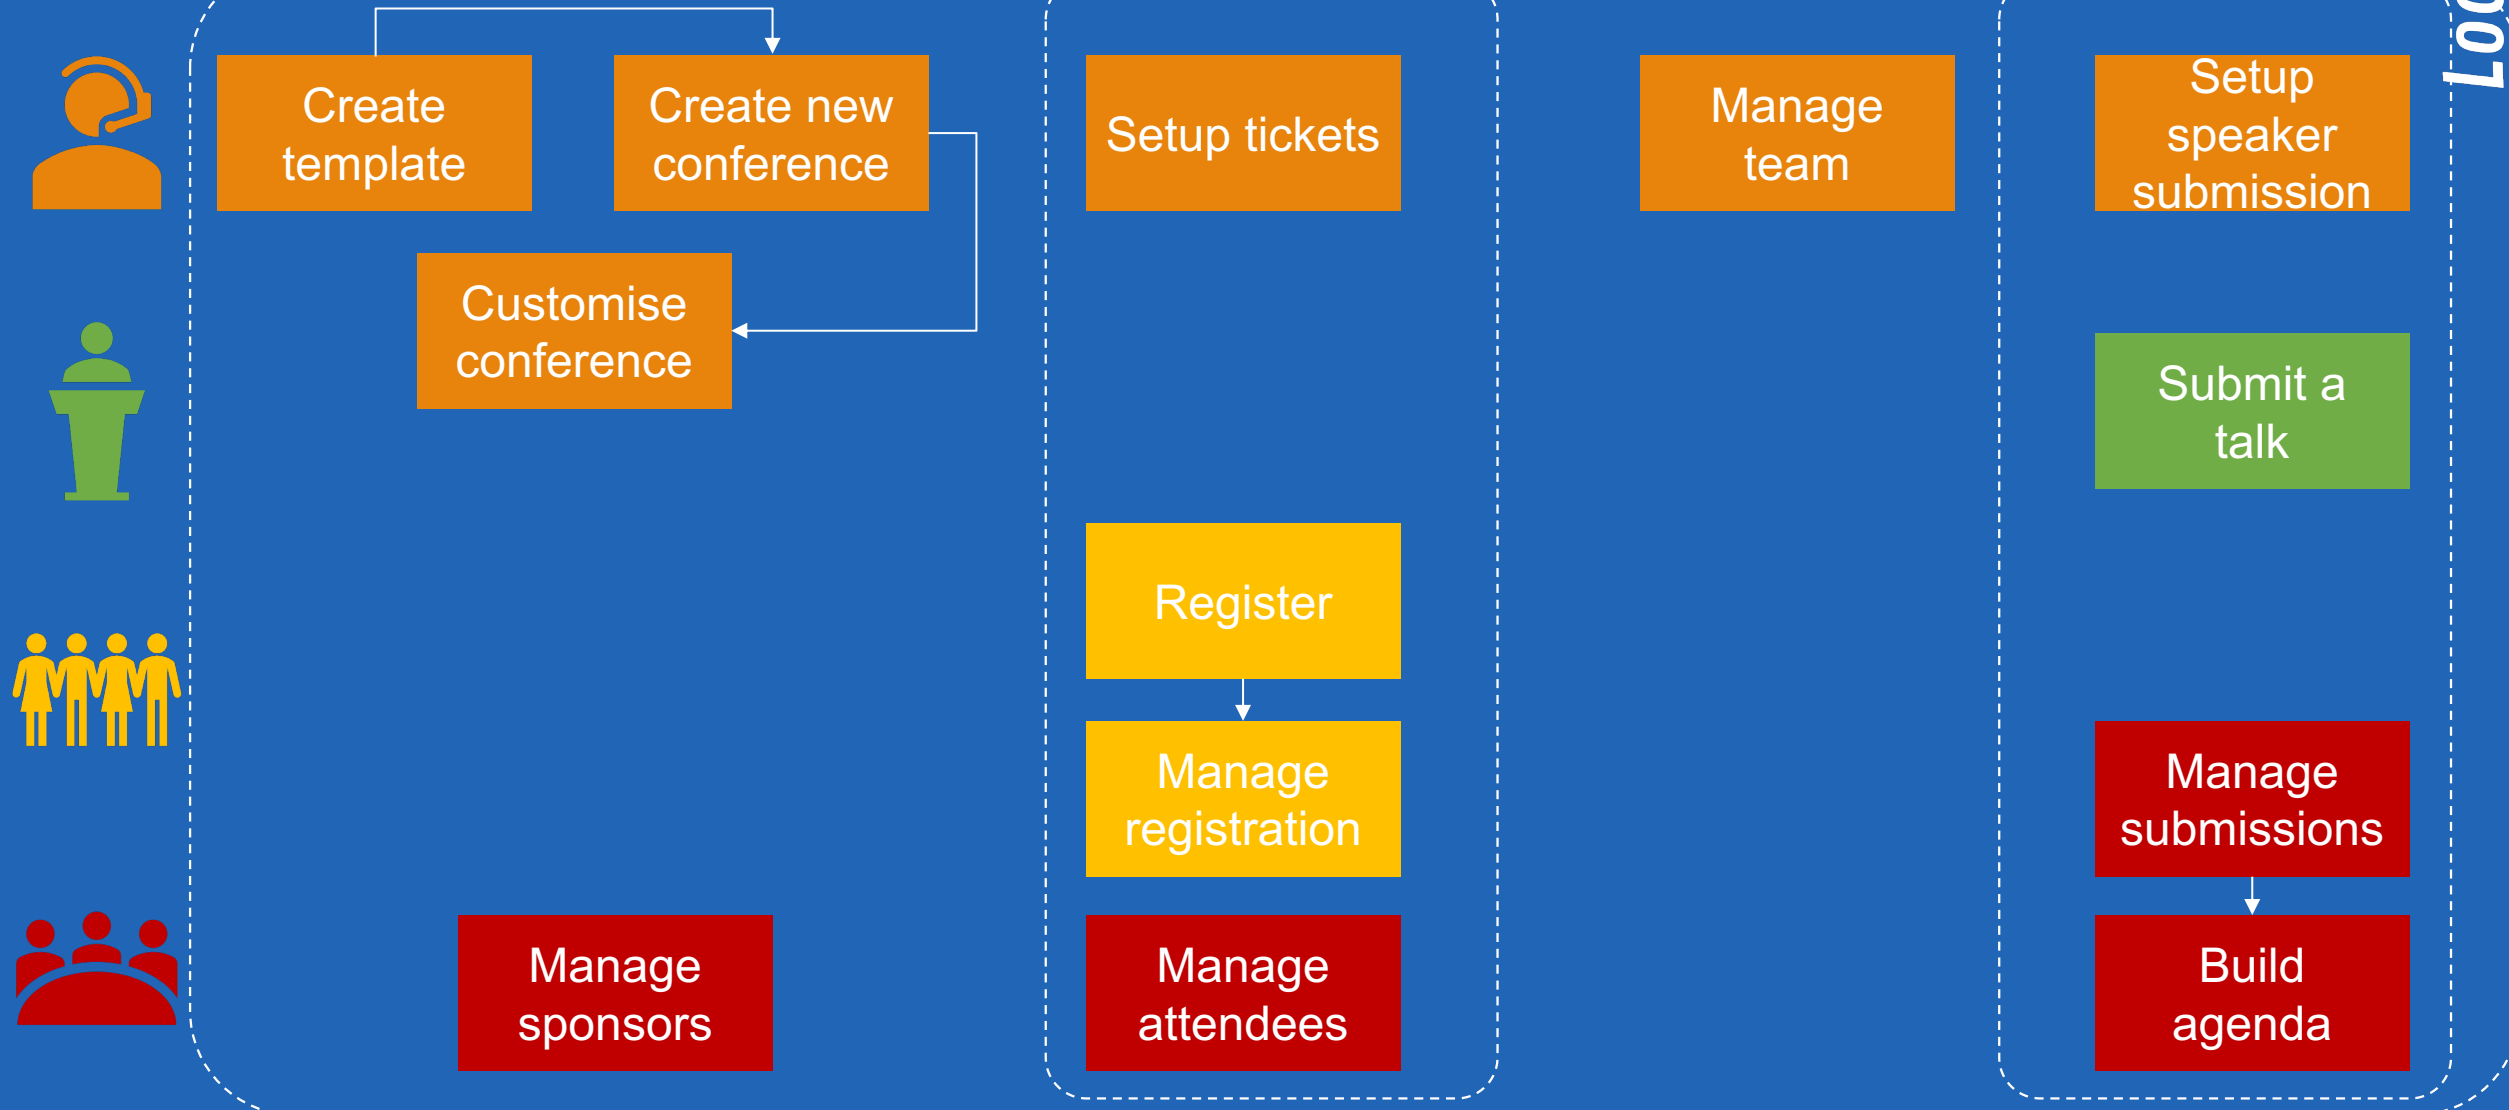 Create
template
Create new
conference
Setup tickets
Manage
team
Setup
speaker
submission
Customise
conference
Submit a
talk
Register
Manage
registration
Manage
submissions
Manage
sponsors
Manage
attendees
Build
agenda